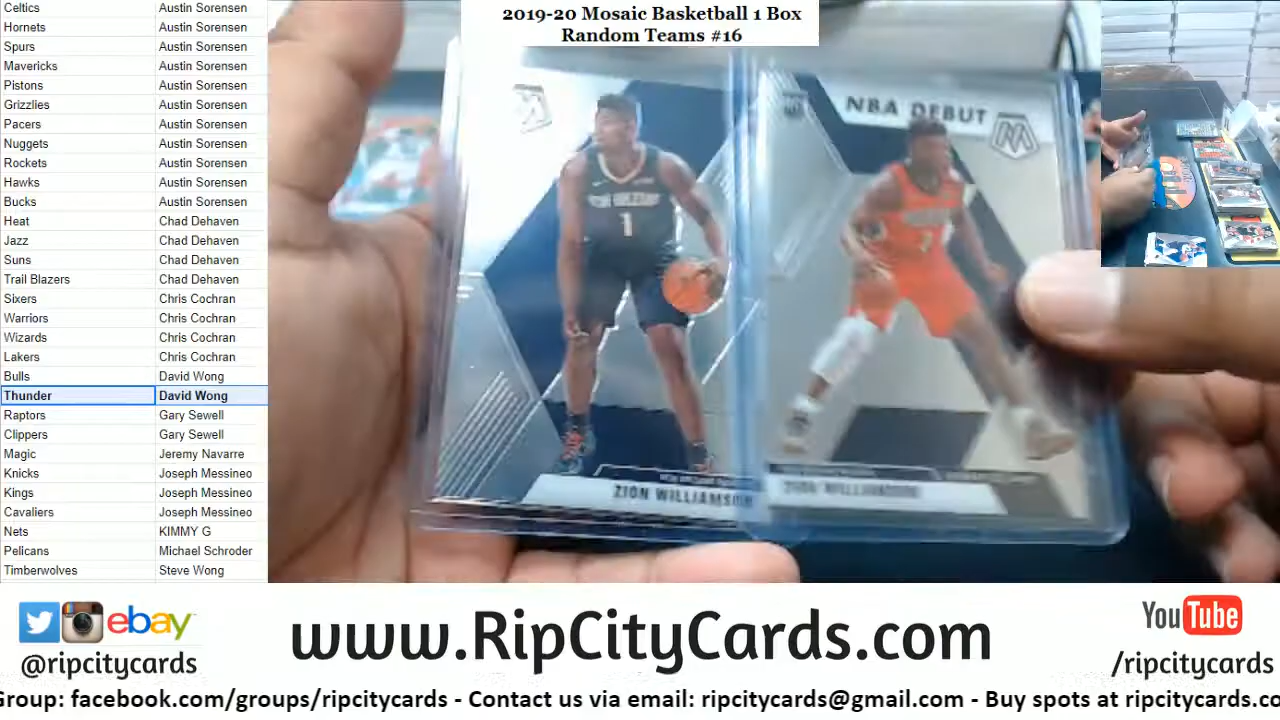 2019-20 Mosaic Basketball 1 Box
Random Teams #16
Celtics Austin Sorensen
Hornets Austin Sorensen
Spurs Austin Sorensen
Mavericks Austin Sorensen
Pistons Austin Sorensen
Grizzlies Austin Sorensen
Pacers Austin Sorensen
Nuggets Austin Sorensen
Rockets Austin Sorensen
Hawks Austin Sorensen
Bucks Austin Sorensen
Heat Chad Dehaven
Jazz Chad Dehaven
Suns Chad Dehaven
Trail Blazers Chad Dehaven
Sixers Chris Cochran
Warriors Chris Cochran
Wizards Chris Cochran
Lakers Chris Cochran
Bulls David Wong
Thunder David Wong
Raptors Gary Sewell
Clippers Gary Sewell
Magic Jeremy Navarre
Knicks Joseph Messineo
Kings Joseph Messineo
Cavaliers Joseph Messineo
Nets KIMMY G
Pelicans Michael Schroder
Timberwolves Steve Wong
NBA DEBUT
1
ZION WILLIAMSON
ZION WILLIAMSON
ebay
@ripcitycards
www.RipCityCards.com
YouTube
/ripcitycards
Group: facebook.com/groups/ripcitycards - Contact us via email: ripcitycards@gmail.com - Buy spots at ripcitycards.co